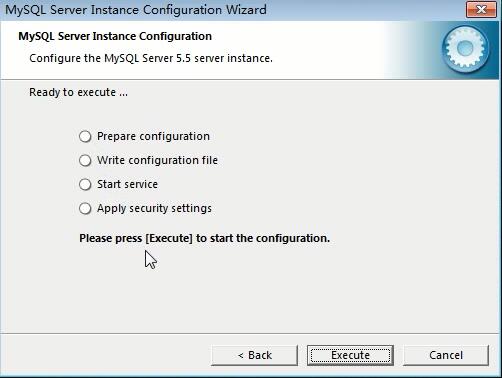 MySQL Server Instance Configuration Wizard
MySQL Server Instance Configuration
Configure the MySQL Server 5.5 server instance.
Ready to execute ...
Prepare configuration
Write configuration file
Start service
Apply security settings
Please press [Execute] to start the configuration.
< Back Execute Cancel